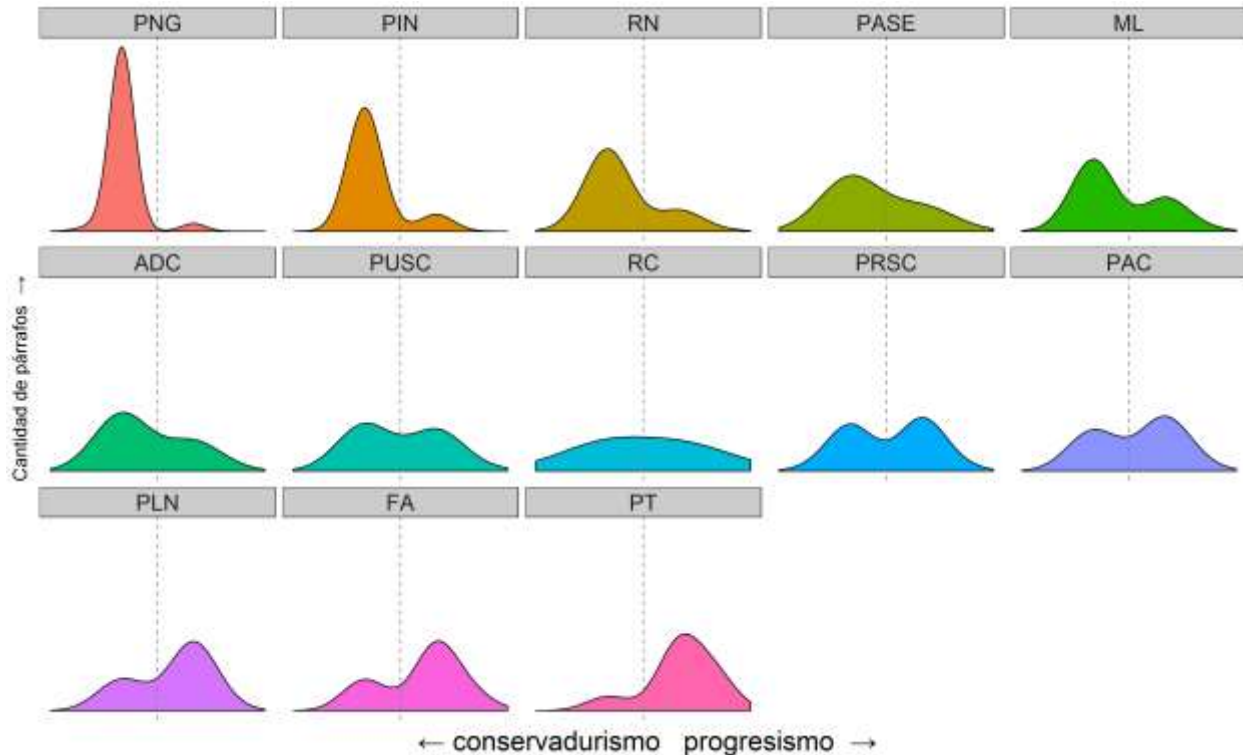 PNG PIN RN PASE ML
ADC PUSC RC PRSC PAC
Cantidad de párrafos →
PLN FA PT
← conservadurismo progresismo →